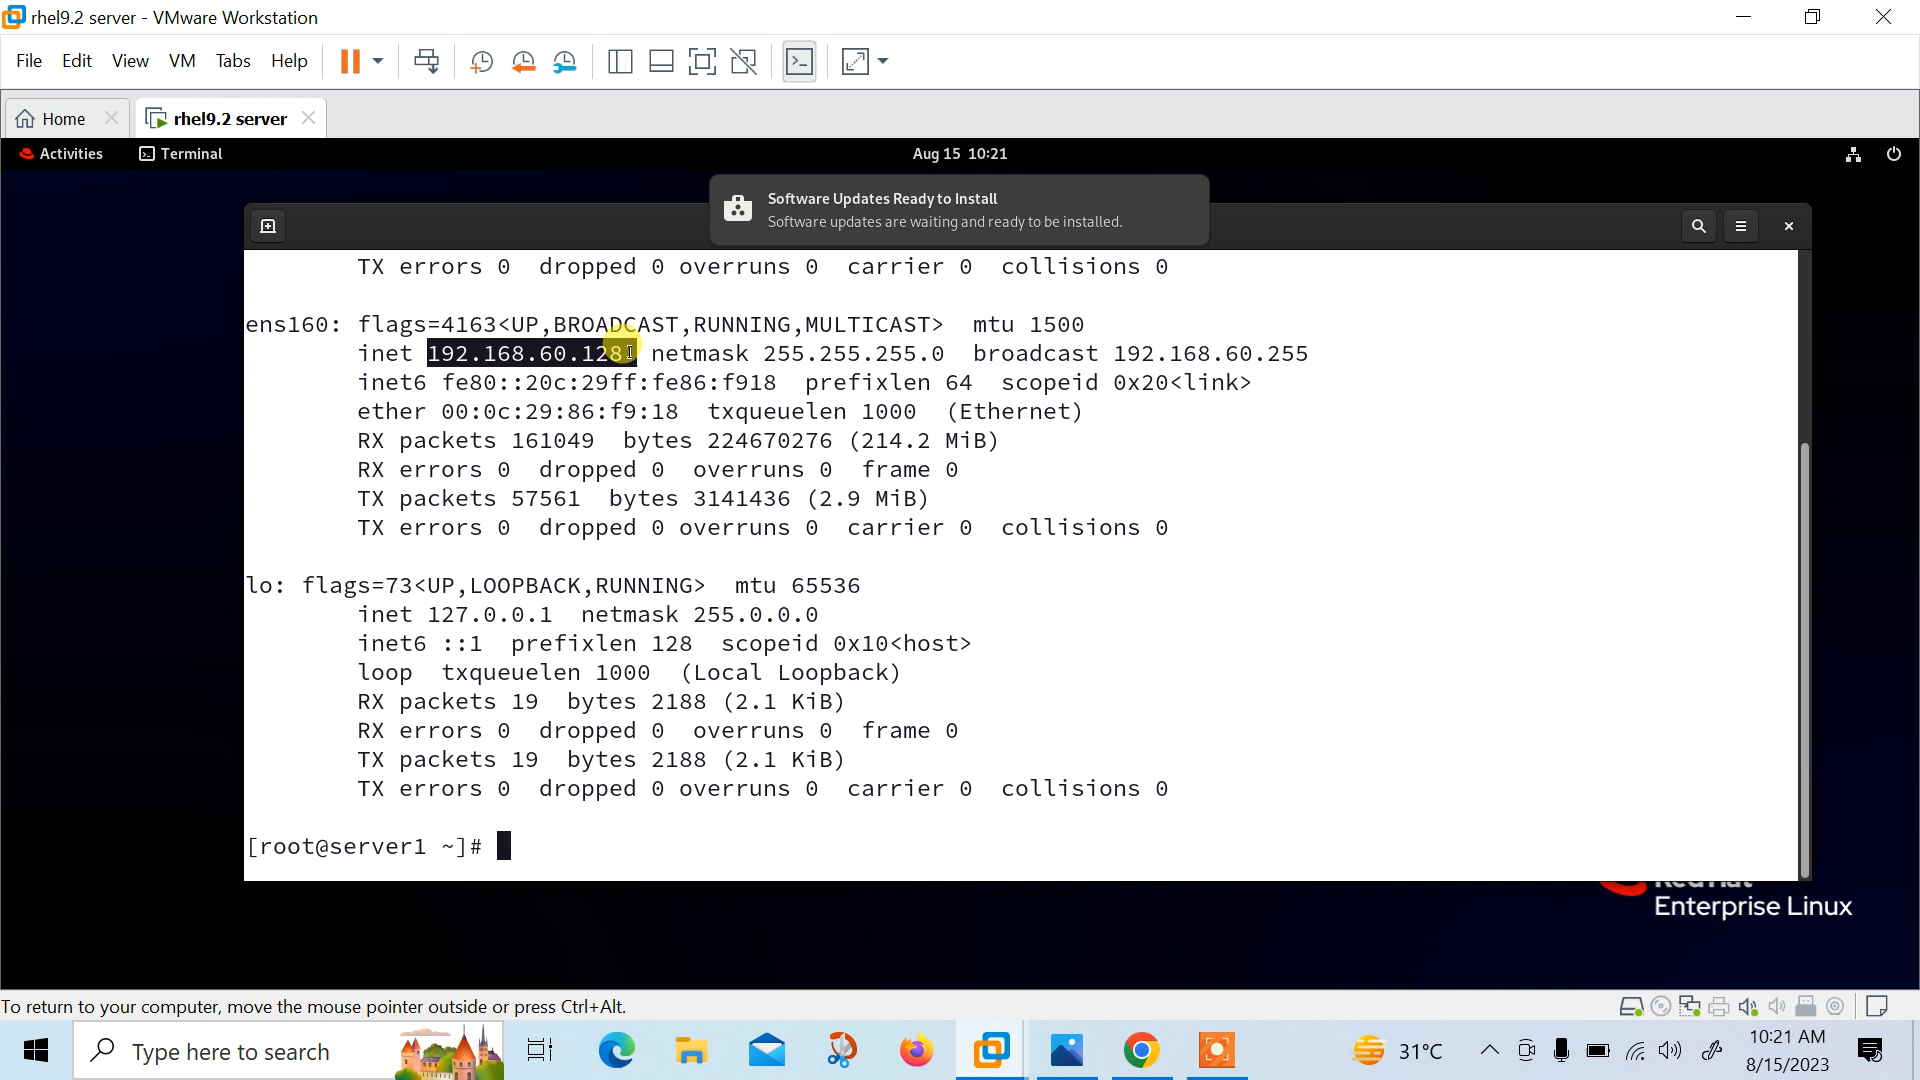 rhel9.2 server - VMware Workstation
File Edit View VM Tabs Help
Home rhel9.2 server
Activities Terminal Aug 15 10:21
Software Updates Ready to Install
Software updates are waiting and ready to be installed.
TX errors 0 dropped 0 overruns 0 carrier 0 collisions 0
ens160: flags=4163<UP,BROADCAST,RUNNING,MULTICAST> mtu 1500
inet 192.168.60.128 netmask 255.255.255.0 broadcast 192.168.60.255
inet6 fe80::20c:29ff:fe86:f918 prefixlen 64 scopeid 0x20<link>
ether 00:0c:29:86:f9:18 txqueuelen 1000 (Ethernet)
RX packets 161049 bytes 224670276 (214.2 MiB)
RX errors 0 dropped 0 overruns 0 frame 0
TX packets 57561 bytes 3141436 (2.9 MiB)
TX errors 0 dropped 0 overruns 0 carrier 0 collisions 0
lo: flags=73<UP,LOOPBACK,RUNNING> mtu 65536
inet 127.0.0.1 netmask 255.0.0.0
inet6 ::1 prefixlen 128 scopeid 0x10<host>
loop txqueuelen 1000 (Local Loopback)
RX packets 19 bytes 2188 (2.1 KiB)
RX errors 0 dropped 0 overruns 0 frame 0
TX packets 19 bytes 2188 (2.1 KiB)
TX errors 0 dropped 0 overruns 0 carrier 0 collisions 0
[root@server1 ~]#
Enterprise Linux
To return to your computer, move the mouse pointer outside or press Ctrl+Alt.
Type here to search
31°C
10:21 AM
8/15/2023